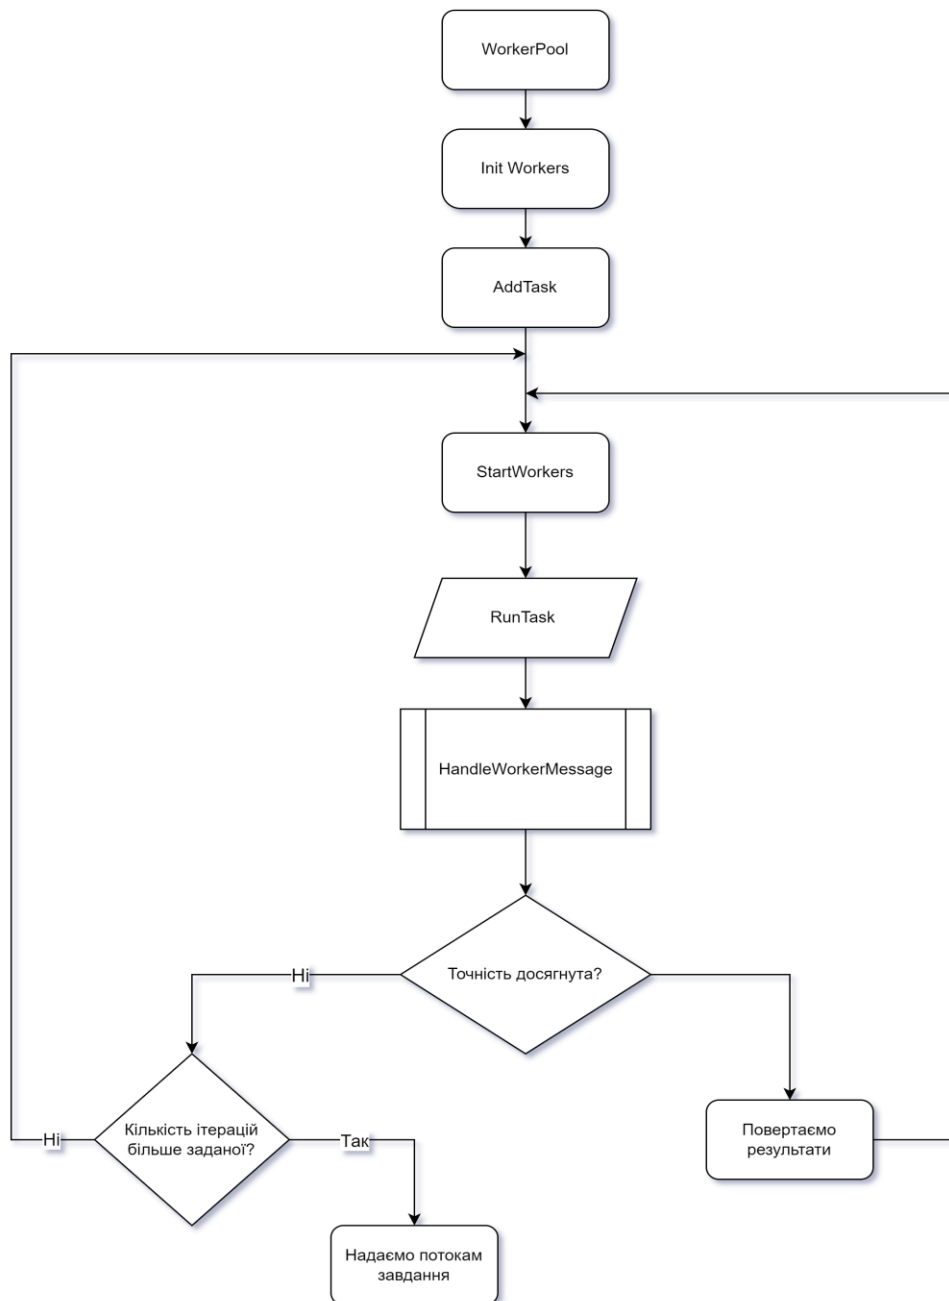 WorkerPool
Init Workers
AddTask
StartWorkers
RunTask
HandleWorkerMessage
Точність досягнута?
Ні
Кількість ітерацій
більше заданої?
Ні
Так
Повертаємо
результати
Надаємо потокам
завдання